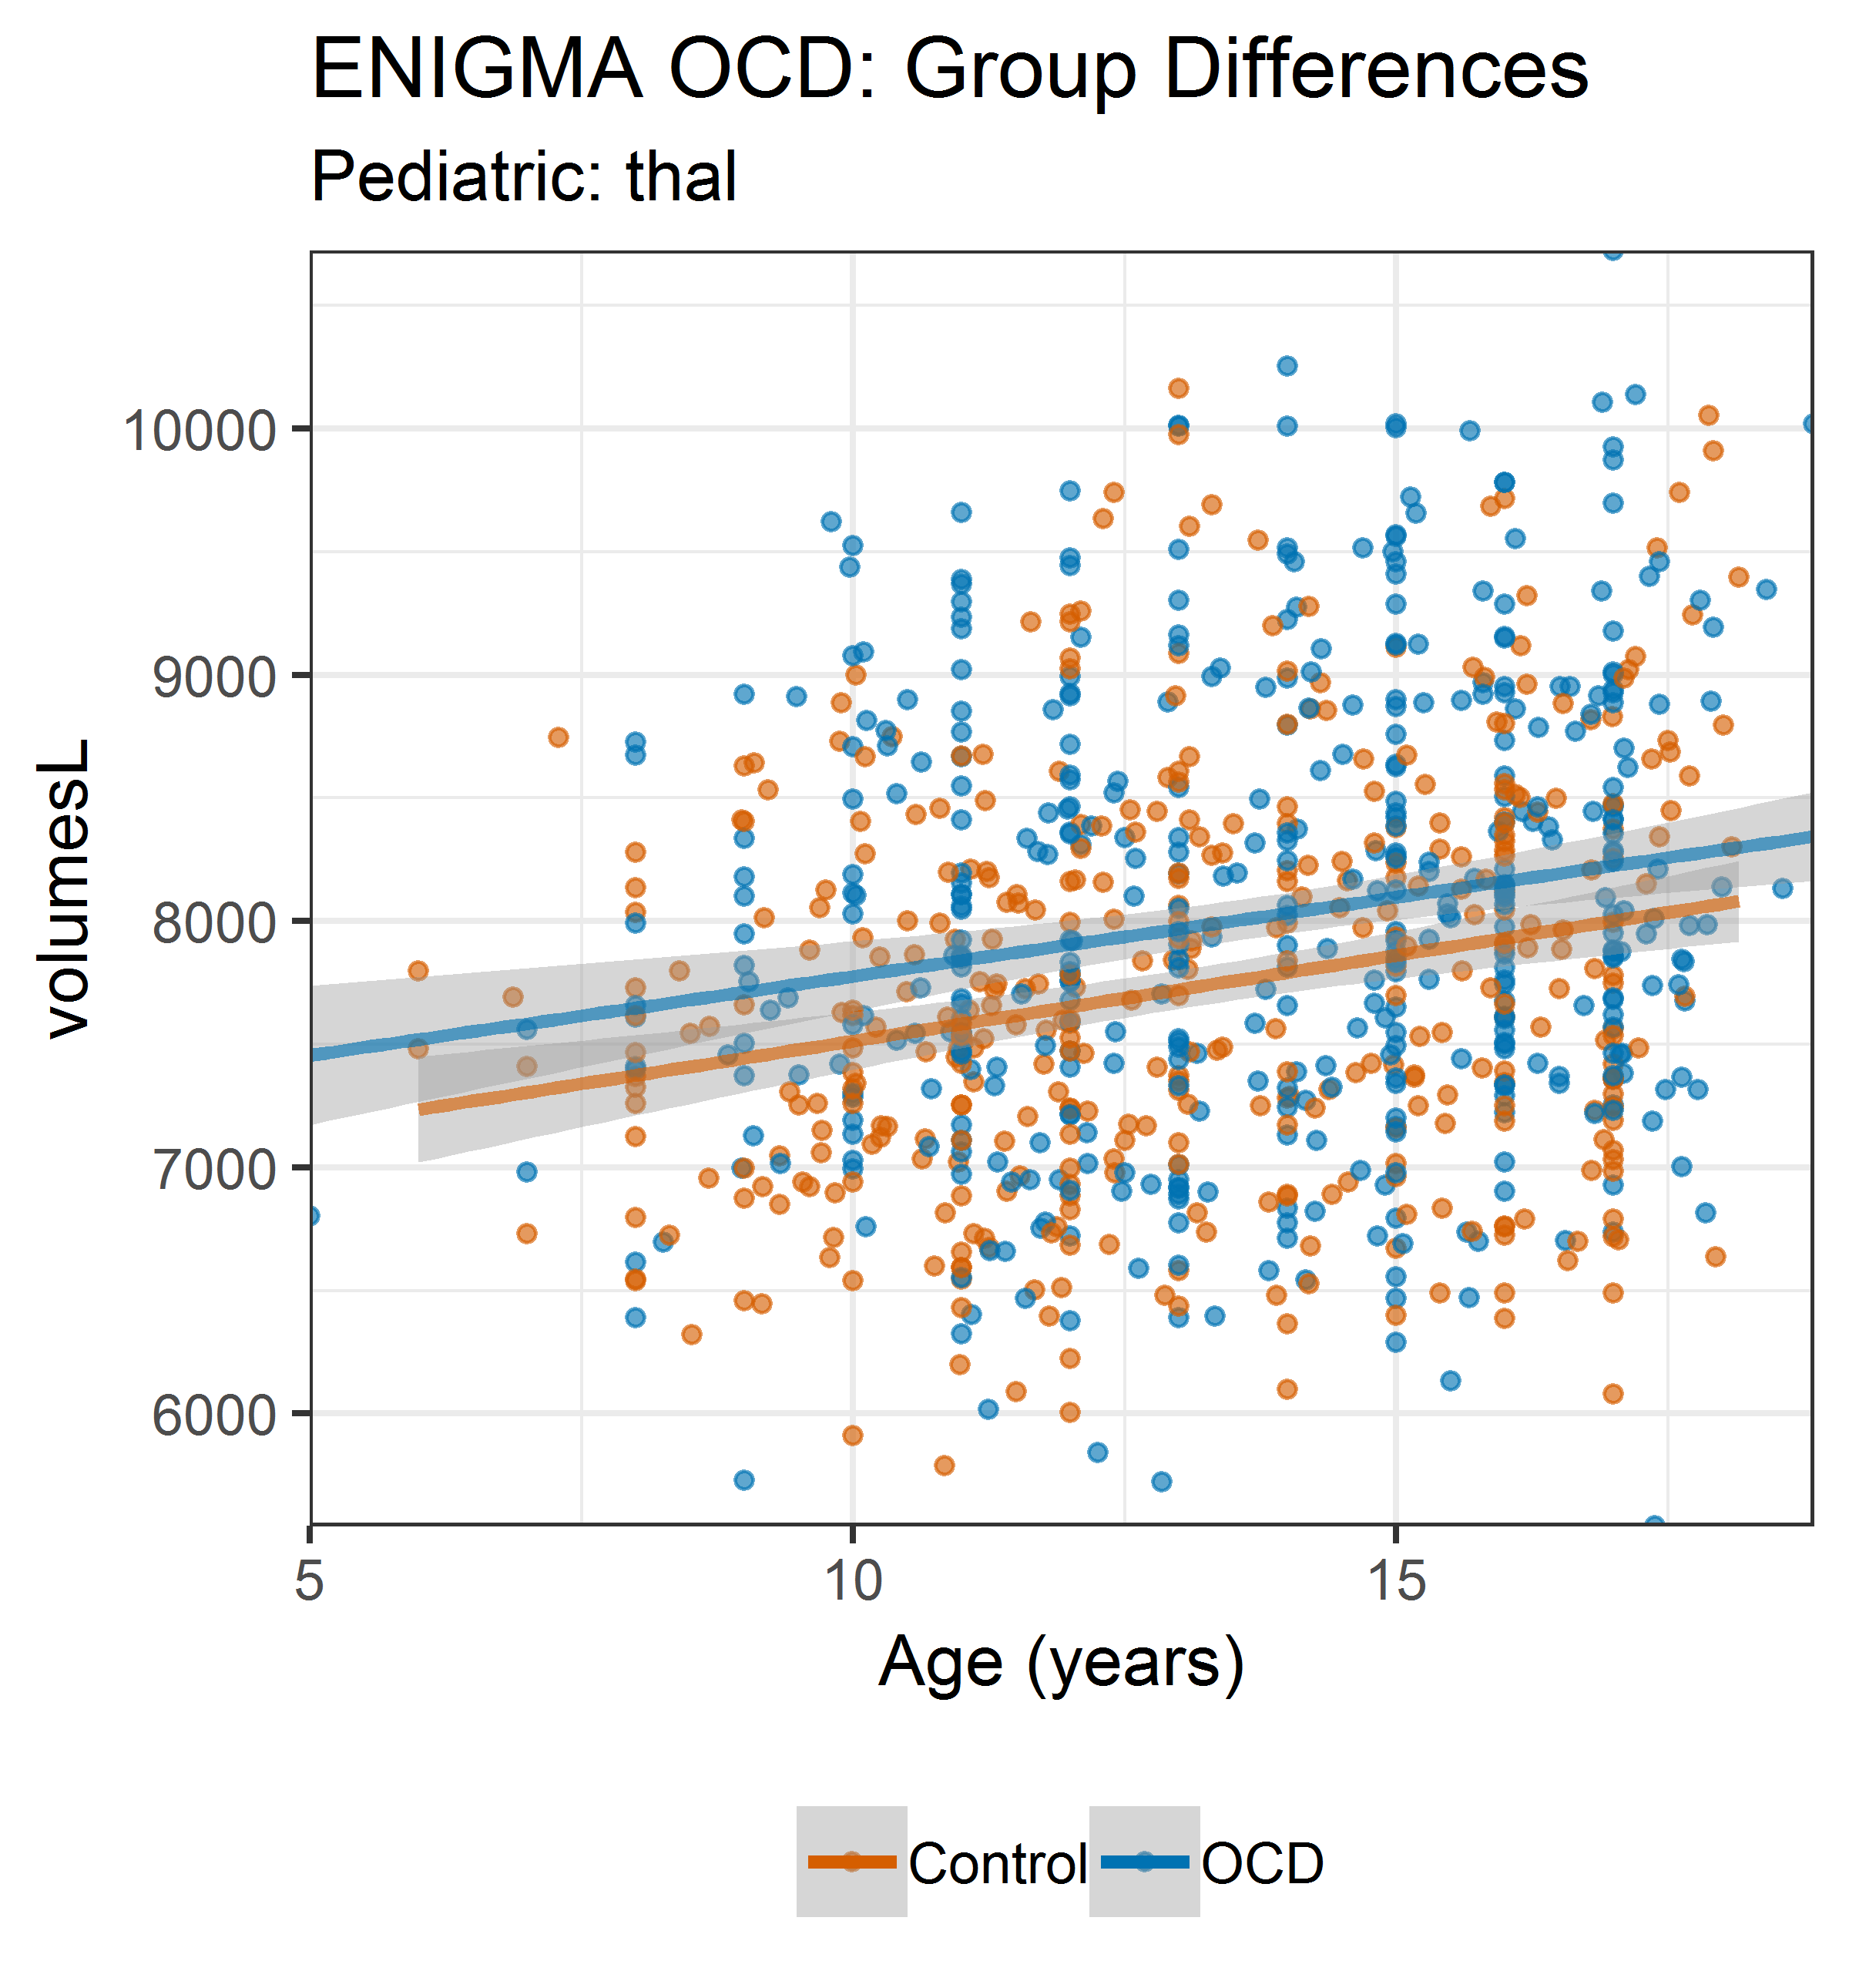 ENIGMA OCD: Group Differences
Pediatric: thal
volumesL
10000
9000
8000
7000
6000
5 10 15
Age (years)
Control OCD